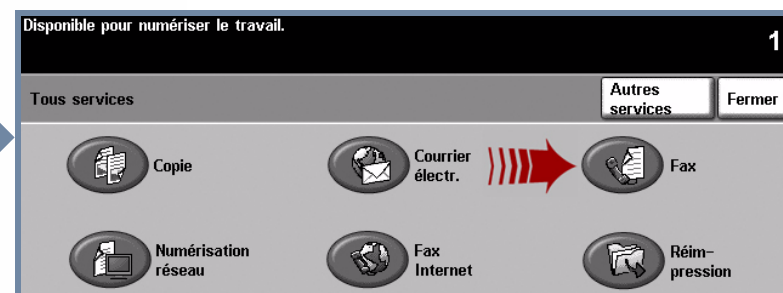 Disponible pour numériser le travail.
1
Tous services
Autres
services
Fermer
Copie
Courrier
électr.
Fax
Numérisation
réseau
Fax
Internet
Réim-
pression